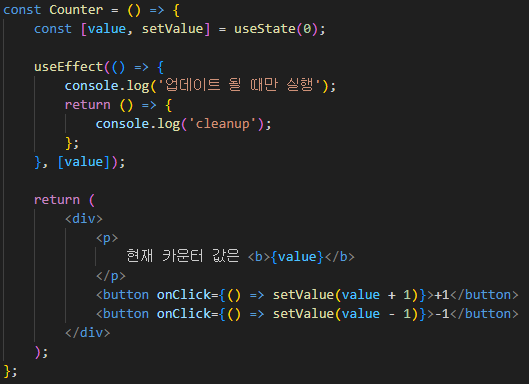 const Counter = () => {
    const [value, setValue] = useState(0);

    useEffect(() => {
        console.log('업데이트 될 때만 실행');
        return () => {
            console.log('cleanup');
        };
    }, [value]);

    return (
        <div>
            <p>
                현재 카운터 값은 <b>{value}</b>
            </p>
            <button onClick={() => setValue(value + 1)}>+1</button>
            <button onClick={() => setValue(value - 1)}>-1</button>
        </div>
    );
};